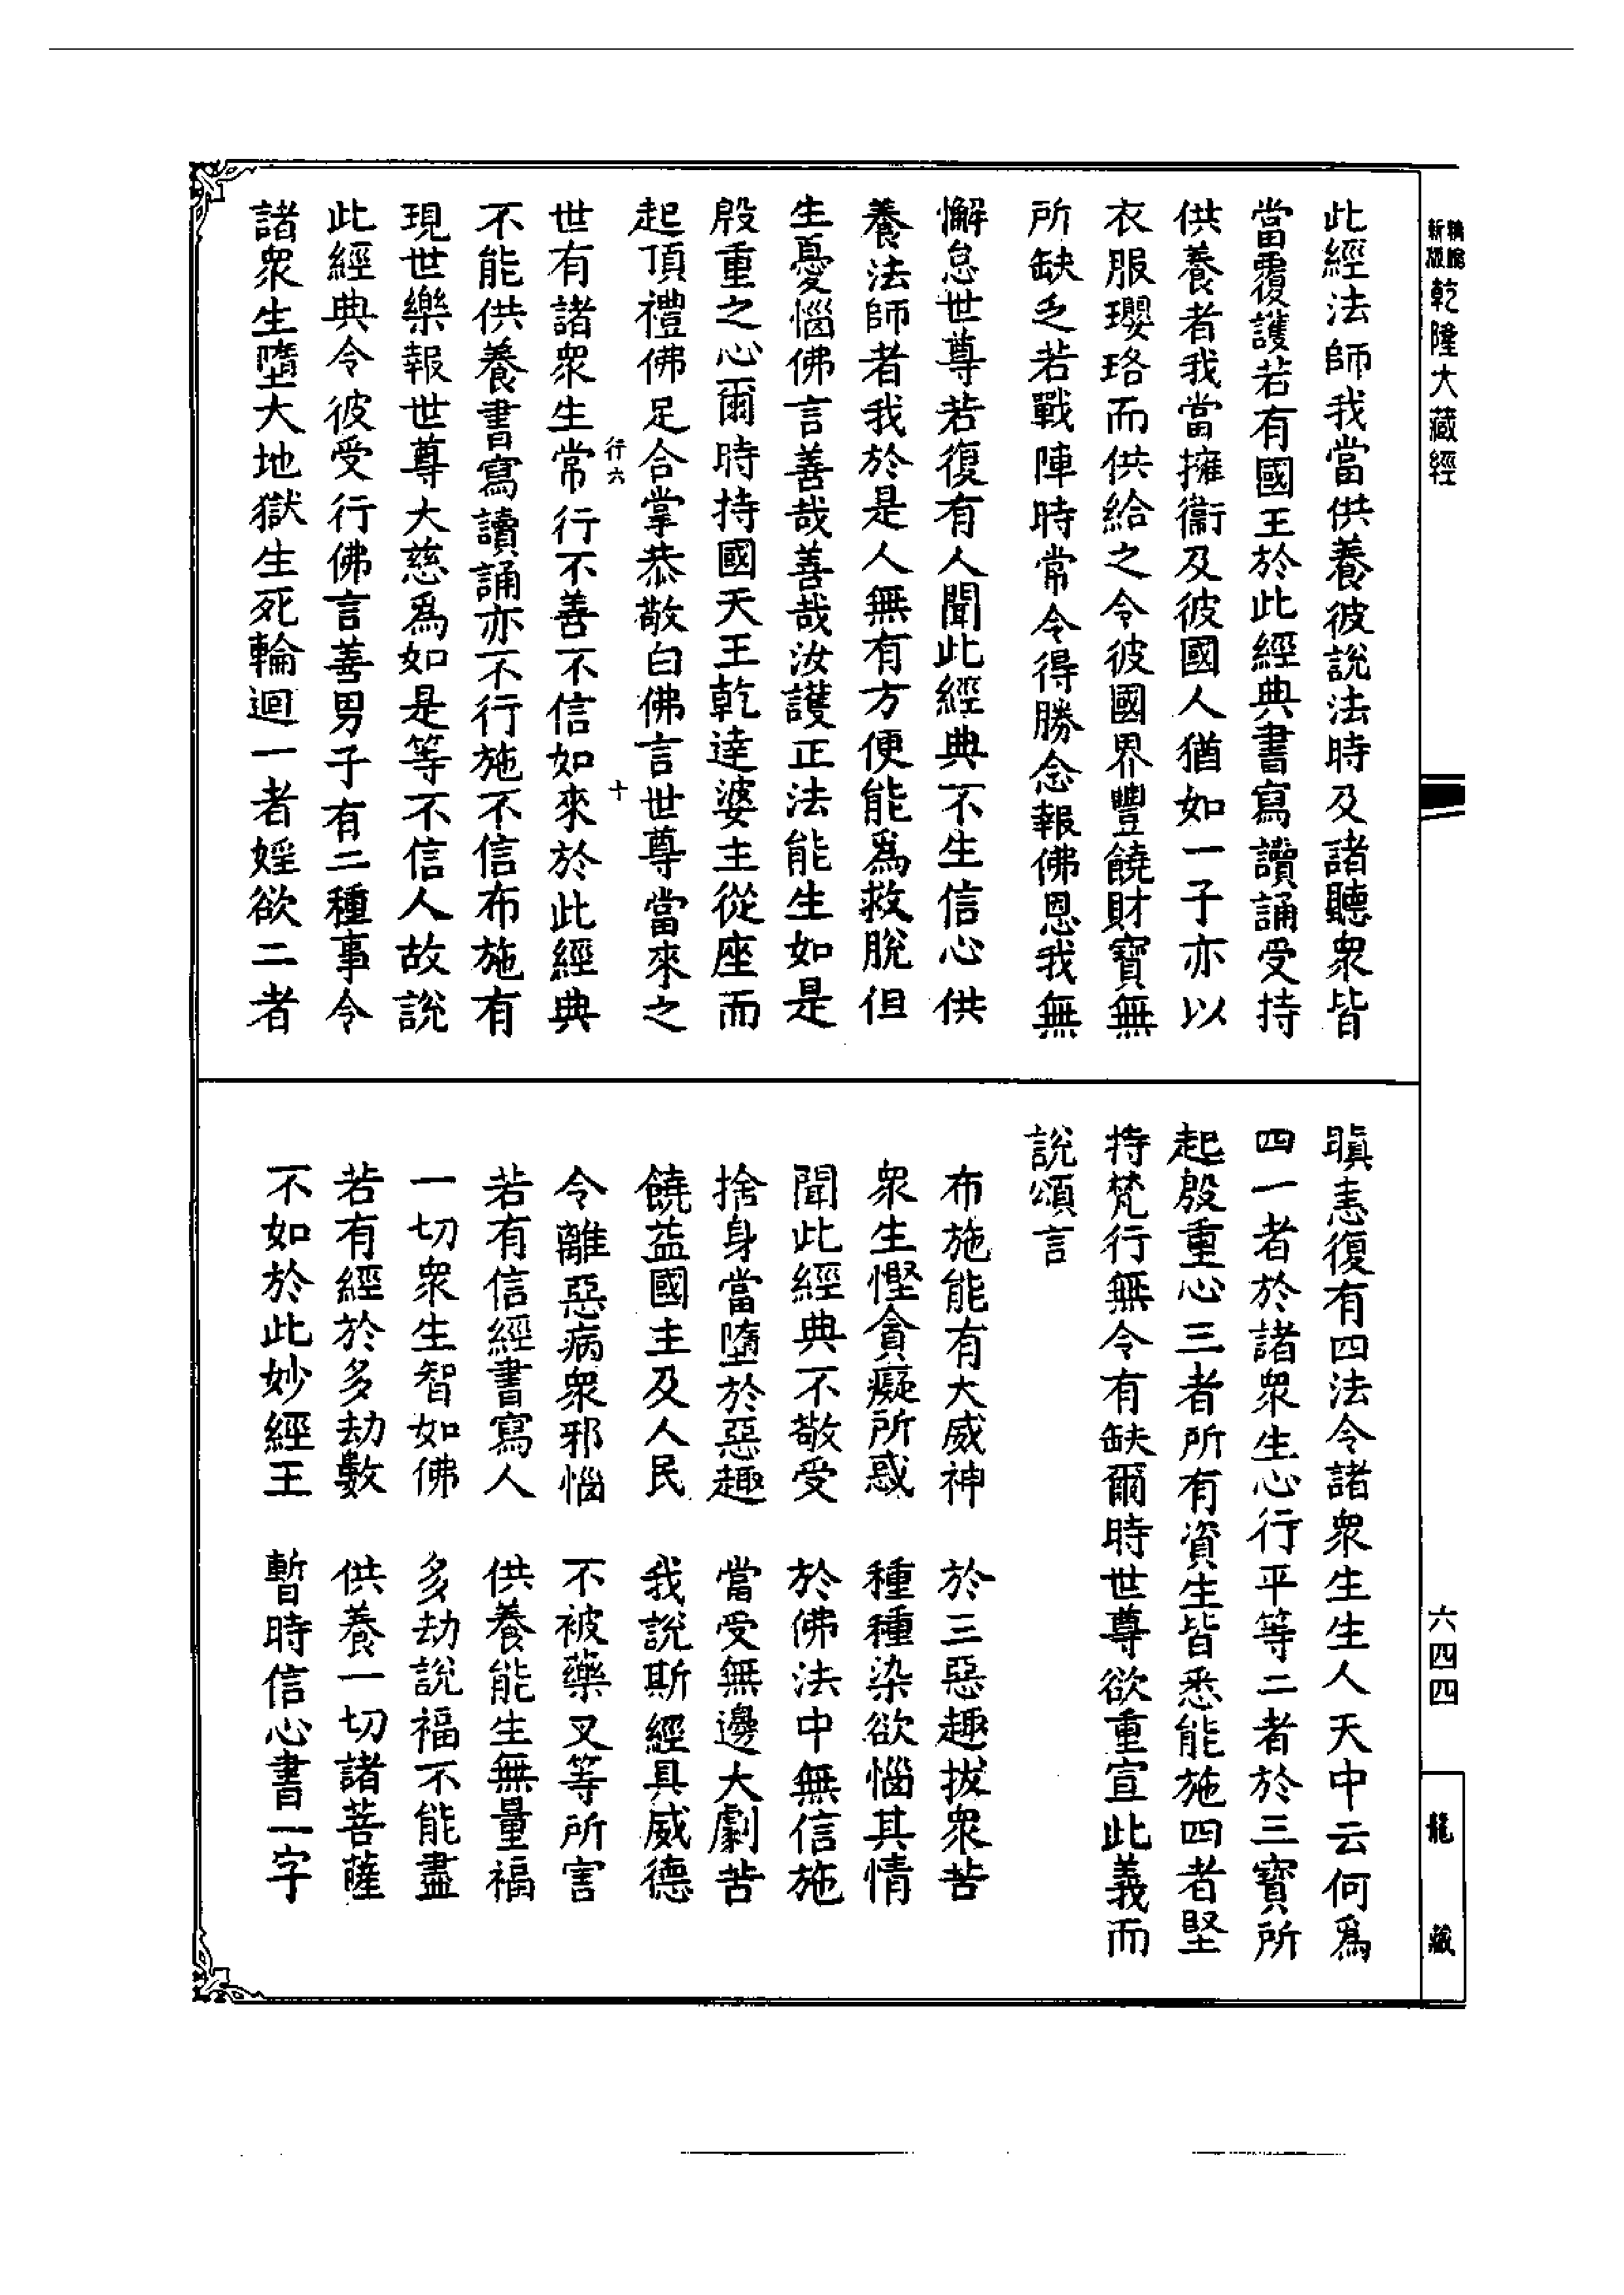 精縮
新版
乾隆大藏經
六四四
龍藏
此經法師我當供養彼說法時及諸聽衆皆
當覆護若有國王於此經典書寫讀誦受持
供養者我當擁衞及彼國人猶如一子亦以
衣服瓔珞而供給之令彼國界豐饒財寶無
所缺乏若戰陣時常令得勝念報佛恩我無
懈怠世尊若復有人聞此經典不生信心供
養法師者我於是人無有方便能爲救脫但
生憂惱佛言善哉善哉汝護正法能生如是
殷重之心爾時持國天王乾達婆主從座而
起頂禮佛足合掌恭敬白佛言世尊當來之
行六 十
世有諸衆生常行不善不信如來於此經典
不能供養書寫讀誦亦不行施不信布施有
現世樂報世尊大慈爲如是等不信人故說
此經典令彼受行佛言善男子有二種事令
諸衆生墮大地獄生死輪迴一者婬欲二者
瞋恚復有四法令諸衆生生人天中云何爲
四一者於諸衆生心行平等二者於三寶所
起殷重心三者所有資生皆悉能施四者堅
持梵行無令有缺爾時世尊欲重宣此義而
說頌言
布施能有大威神 於三惡趣拔衆苦
衆生慳貪癡所惑 種種染欲惱其情
聞此經典不敬受 於佛法中無信施
捨身當墮於惡趣 當受無邊大劇苦
饒益國主及人民 我說斯經具威德
令離惡病衆邪惱 不被藥叉等所害
若有信經書寫人 供養能生無量福
一切衆生智如佛 多劫說福不能盡
若有經於多劫數 供養一切諸菩薩
不如於此妙經王 暫時信心書一字